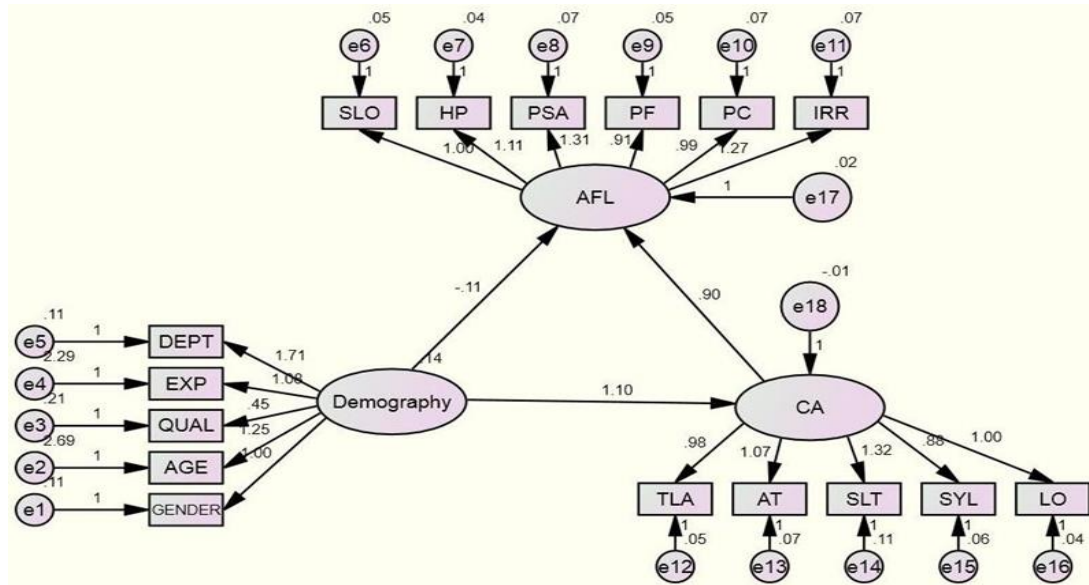 .05 .04 .07 .05 .07 .07
e6 e7 e8 e9 e10 e11
1 1 1 1 1 1
SLO HP PSA PF PC IRR
1.00 1.11 1.31 .91 .99 1.27
.02
AFL 1 e17
-.01
-.11 .90 e18
.11 1
e5 1 DEPT 1.71 .14
2.29
e4 1 EXP 1.08 Demography 1.10 CA
.21
e3 1 QUAL .45
2.69 1.25 .98 1.07 1.32 .88 1.00
e2 1 AGE 1.00
.11
e1 1 GENDER TLA AT SLT SYL LO
1 1 1 1 1
.05 .07 .11 .06 .04
e12 e13 e14 e15 e16